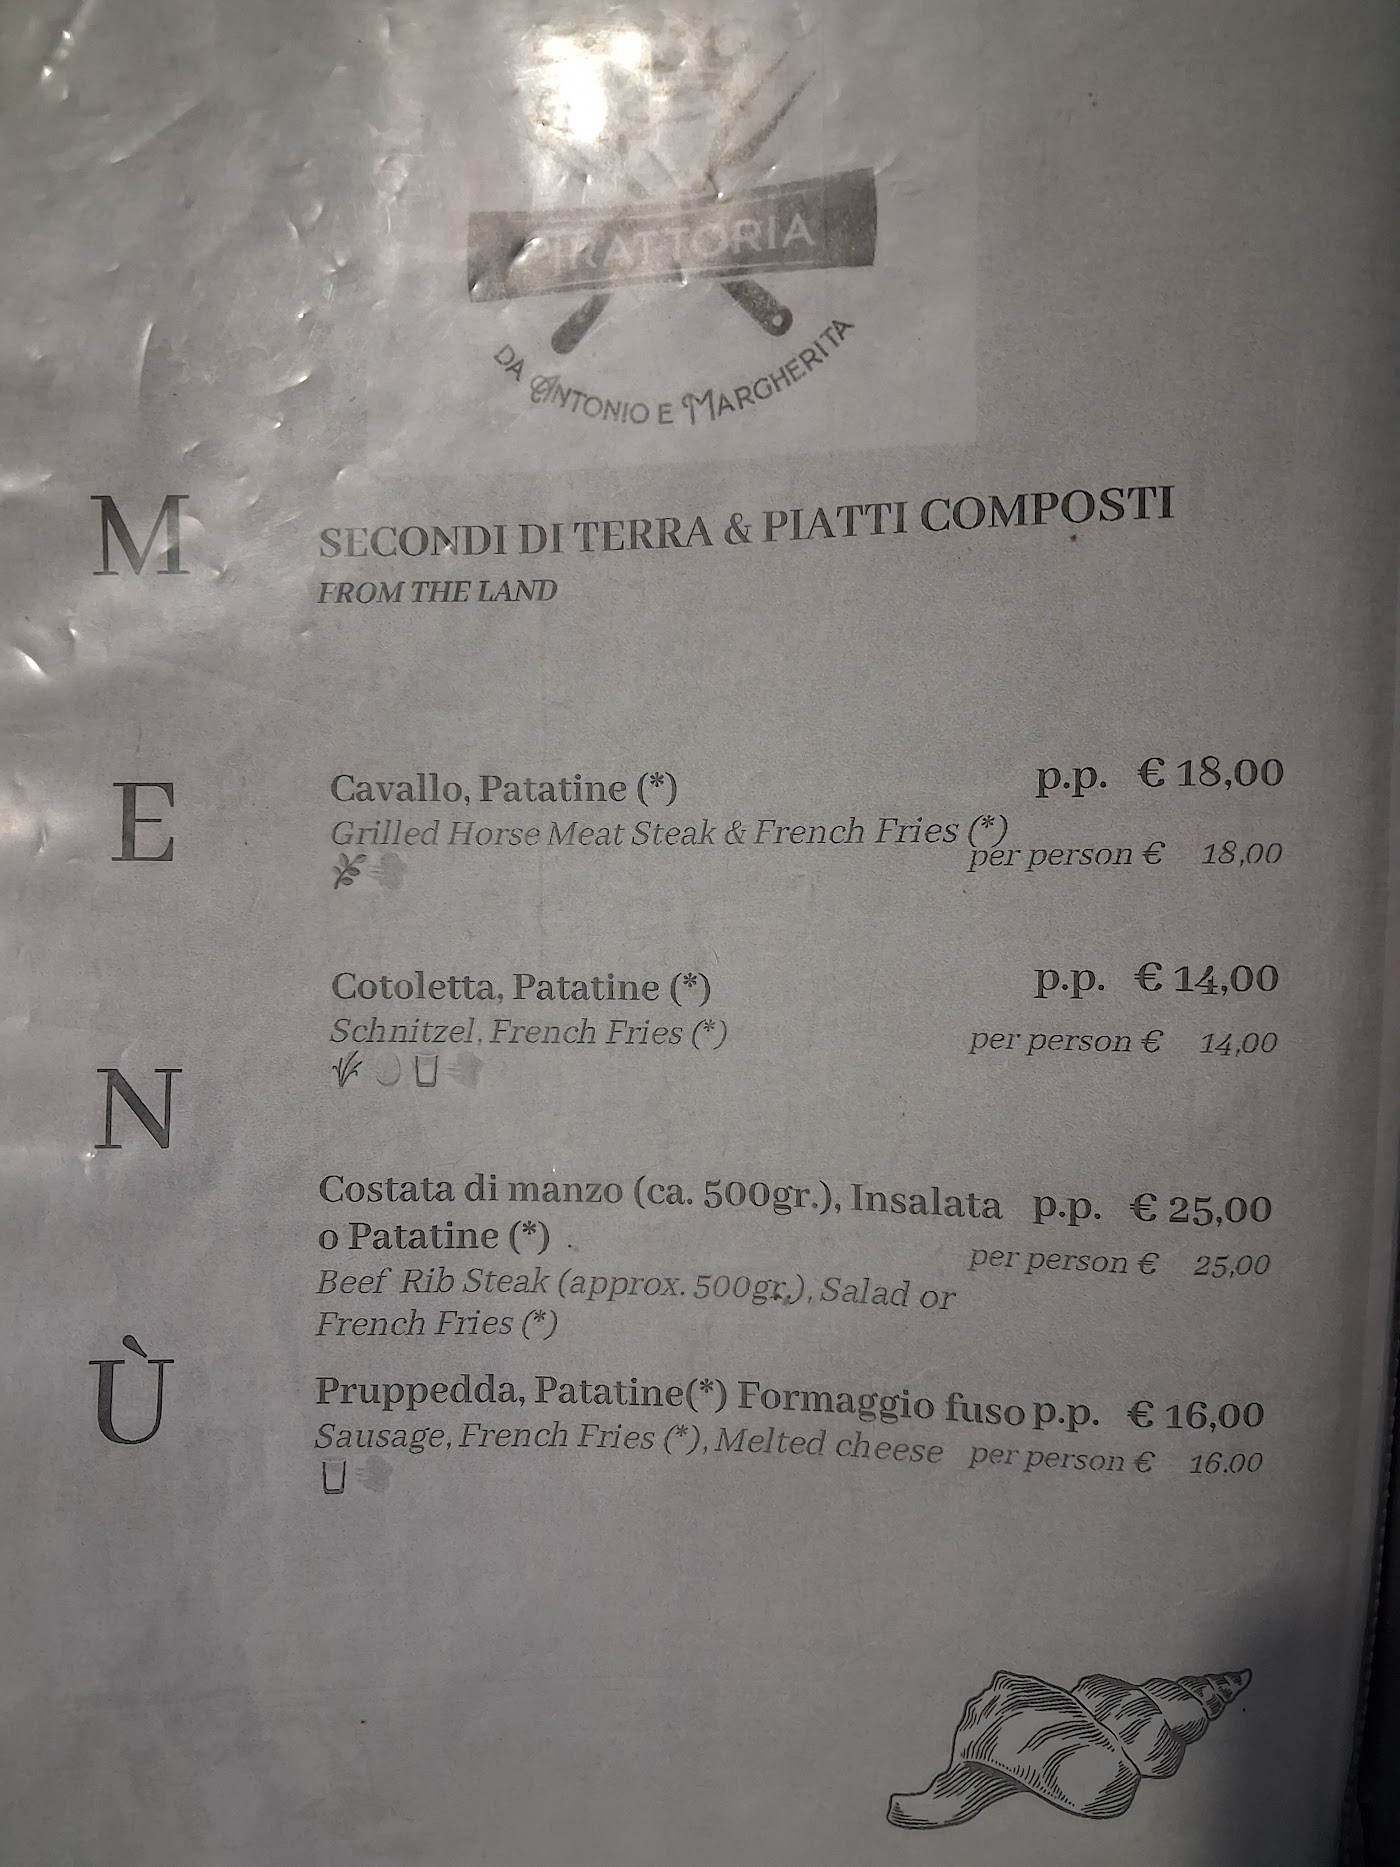 TRATTORIA
DA ANTONIO E MARGHERITA
MENÙ
SECONDI DI TERRA & PIATTI COMPOSTI
FROM THE LAND
Cavallo, Patatine (*) p.p. € 18,00
Grilled Horse Meat Steak & French Fries (*)
per person € 18,00
Cotoletta, Patatine (*) p.p. € 14,00
Schnitzel, French Fries (*) per person € 14,00
Costata di manzo (ca. 500gr.), Insalata p.p. € 25,00
o Patatine (*)
per person € 25,00
Beef Rib Steak (approx. 500gr.), Salad or
French Fries (*)
Pruppedda, Patatine(*) Formaggio fuso p.p. € 16,00
Sausage, French Fries (*), Melted cheese per person € 16.00